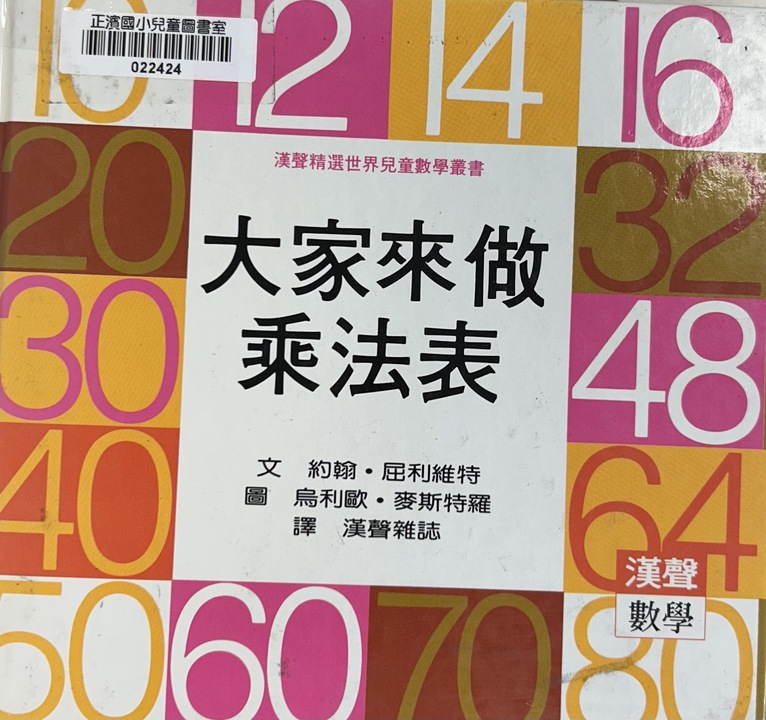 正濱國小兒童圖書室
022424
10 12 14 16
漢聲精選世界兒童數學叢書
20 32
大家來做
乘法表
30 48
文 約翰・屈利維特
圖 烏利歐・麥斯特羅
譯 漢聲雜誌
40 64
漢聲
數學
50 60 70 80